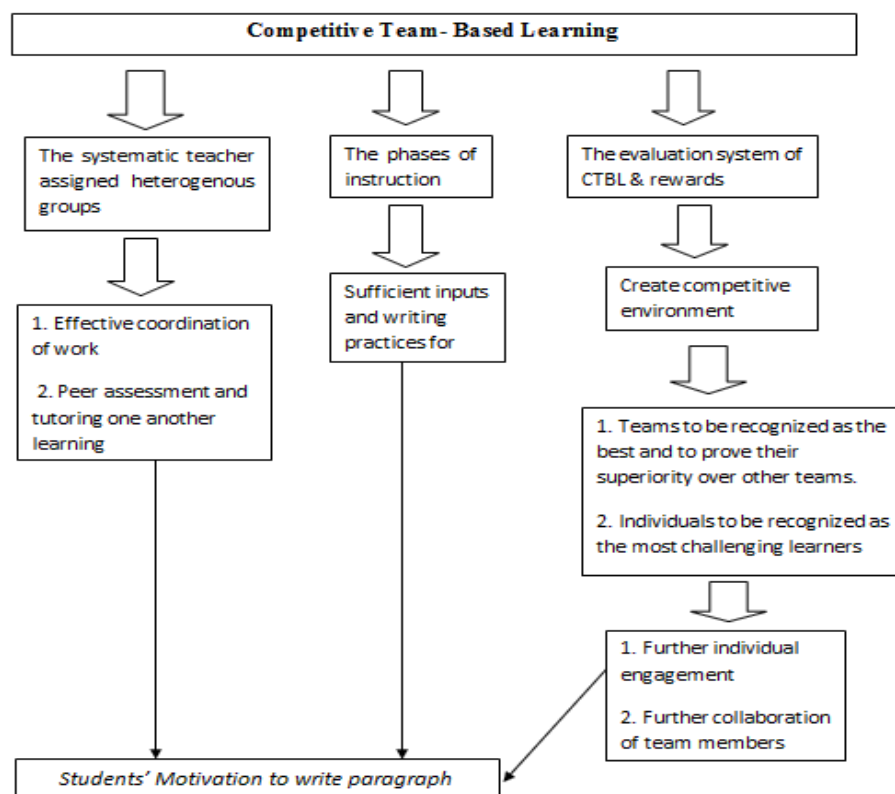 Competitive Team- Based Learning
The systematic teacher
assigned heterogenous
groups
The phases of
instruction
The evaluation system of
CTBL & rewards
1. Effective coordination
of work
2. Peer assessment and
tutoring one another
learning
Sufficient inputs
and writing
practices for
Create competitive
environment
1. Teams to be recognized as the
best and to prove their
superiority over other teams.
2. Individuals to be recognized as
the most challenging learners
1. Further individual
engagement
2. Further collaboration
of team members
Students’ Motivation to write paragraph